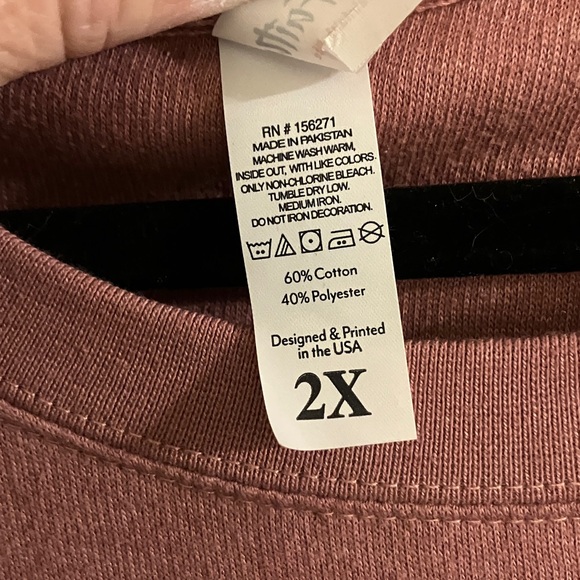 RN # 156271
MADE IN PAKISTAN
MACHINE WASH WARM,
INSIDE OUT, WITH LIKE COLORS.
ONLY NON-CHLORINE BLEACH.
TUMBLE DRY LOW.
MEDIUM IRON.
DO NOT IRON DECORATION.
60% Cotton
40% Polyester
Designed & Printed
in the USA
2X